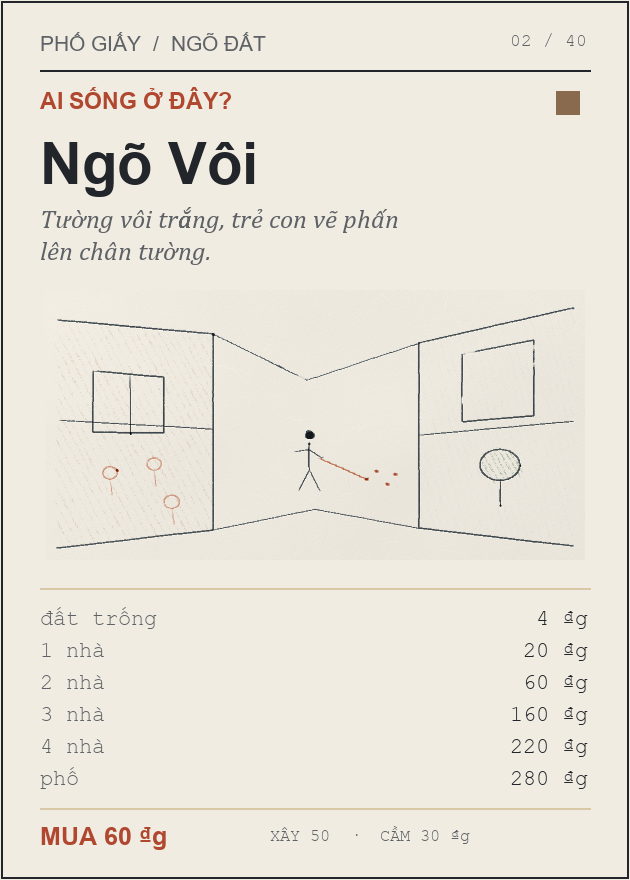 PHỐ GIẤY / NGÕ ĐẤT
02 / 40
AI SỐNG Ở ĐÂY?
Ngõ Vôi
Tường vôi trắng, trẻ con vẽ phấn
lên chân tường.
đất trống 4 ₫g
1 nhà 20 ₫g
2 nhà 60 ₫g
3 nhà 160 ₫g
4 nhà 220 ₫g
phố 280 ₫g
MUA 60 ₫g
XÂY 50 · CẦM 30 ₫g